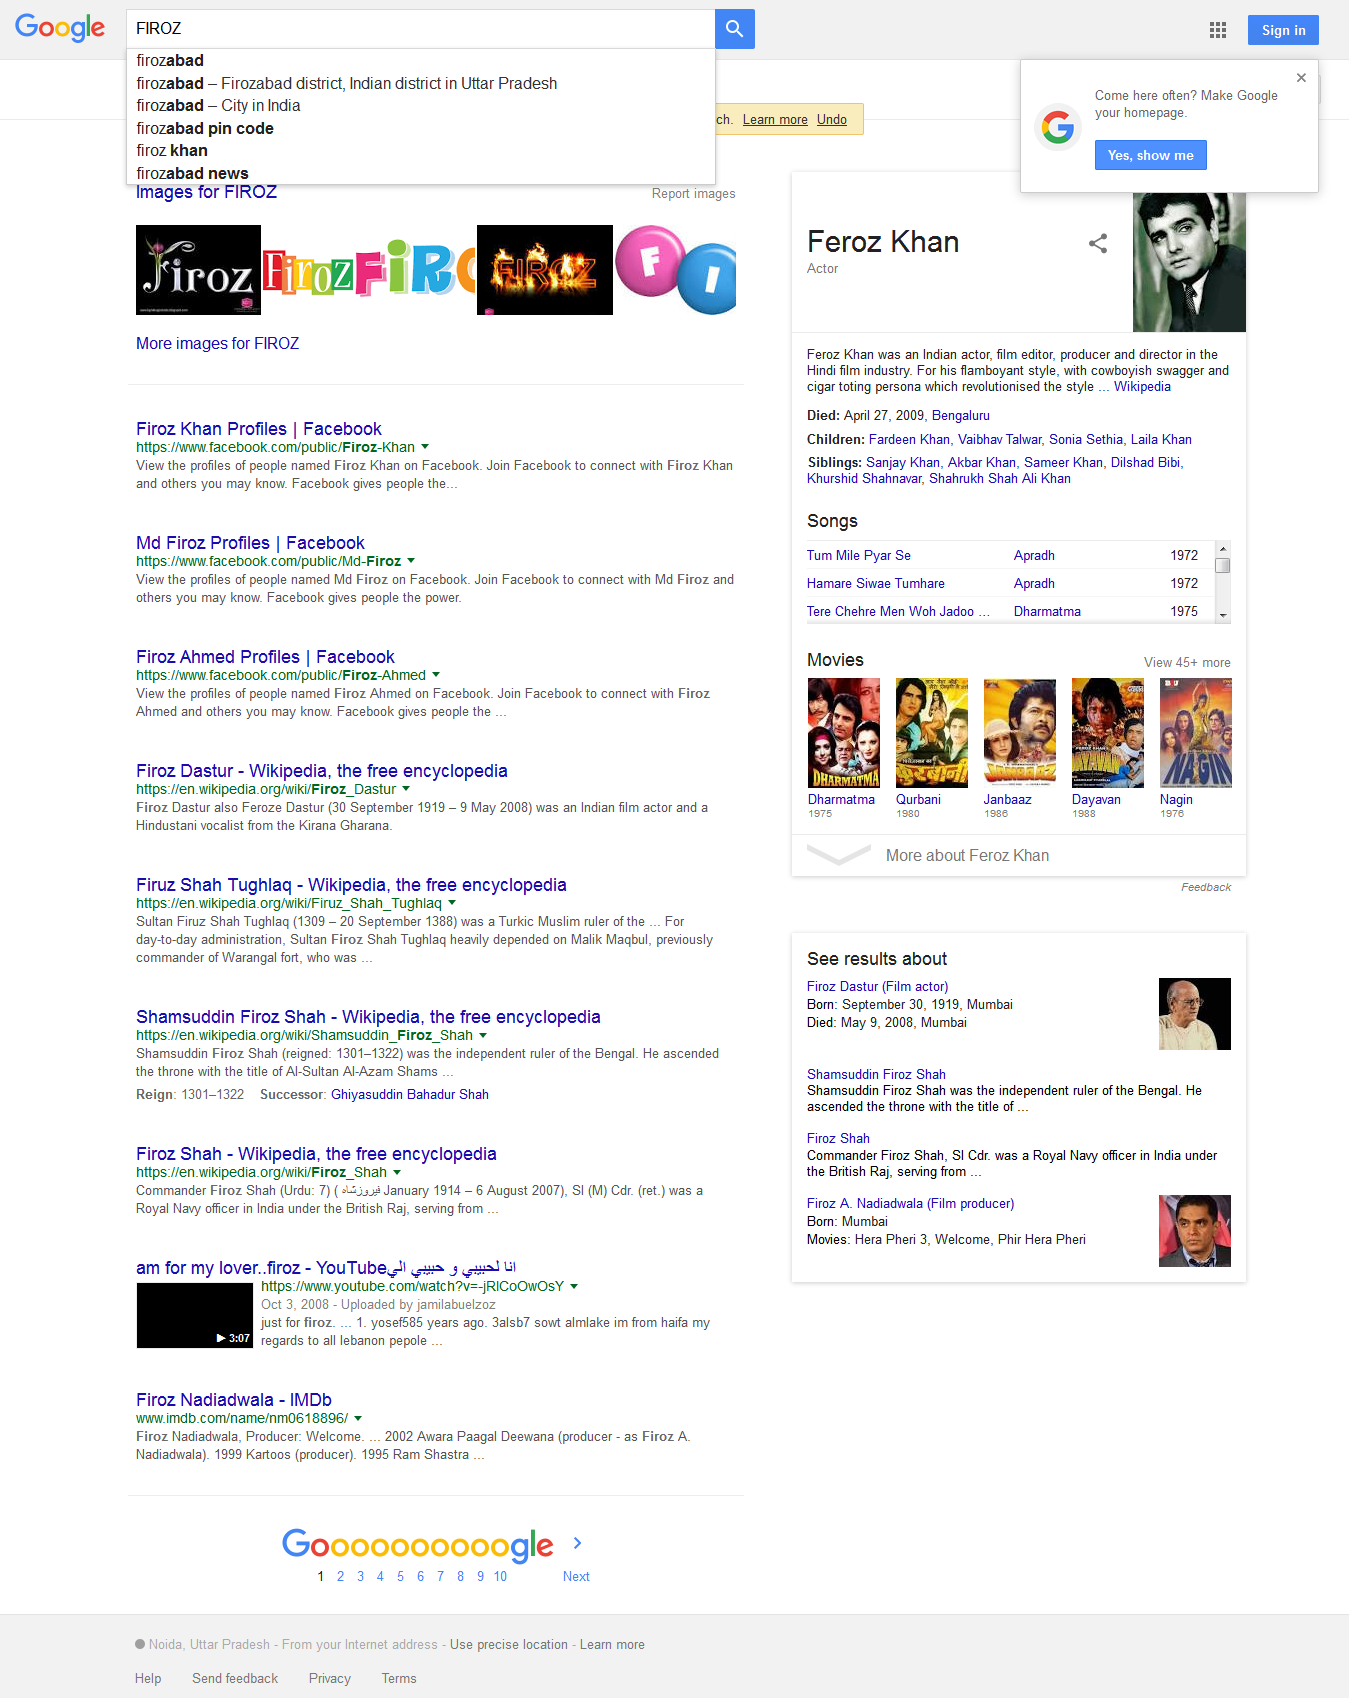 Google
FIROZ
Sign in
firozabad
firozabad – Firozabad district, Indian district in Uttar Pradesh
firozabad – City in India
firozabad pin code
firoz khan
firozabad news
ch. Learn more Undo
Come here often? Make Google
your homepage.
Yes, show me
Images for FIROZ
Report images
Firoz
Firoz
FIRO
FIROZ
F I
More images for FIROZ
Firoz Khan Profiles | Facebook
https://www.facebook.com/public/Firoz-Khan
View the profiles of people named Firoz Khan on Facebook. Join Facebook to connect with Firoz Khan
and others you may know. Facebook gives people the...
Md Firoz Profiles | Facebook
https://www.facebook.com/public/Md-Firoz
View the profiles of people named Md Firoz on Facebook. Join Facebook to connect with Md Firoz and
others you may know. Facebook gives people the power.
Firoz Ahmed Profiles | Facebook
https://www.facebook.com/public/Firoz-Ahmed
View the profiles of people named Firoz Ahmed on Facebook. Join Facebook to connect with Firoz
Ahmed and others you may know. Facebook gives people the ...
Firoz Dastur - Wikipedia, the free encyclopedia
https://en.wikipedia.org/wiki/Firoz_Dastur
Firoz Dastur also Feroze Dastur (30 September 1919 – 9 May 2008) was an Indian film actor and a
Hindustani vocalist from the Kirana Gharana.
Firuz Shah Tughlaq - Wikipedia, the free encyclopedia
https://en.wikipedia.org/wiki/Firuz_Shah_Tughlaq
Sultan Firuz Shah Tughlaq (1309 – 20 September 1388) was a Turkic Muslim ruler of the ... For
day-to-day administration, Sultan Firoz Shah Tughlaq heavily depended on Malik Maqbul, previously
commander of Warangal fort, who was ...
Shamsuddin Firoz Shah - Wikipedia, the free encyclopedia
https://en.wikipedia.org/wiki/Shamsuddin_Firoz_Shah
Shamsuddin Firoz Shah (reigned: 1301–1322) was the independent ruler of the Bengal. He ascended
the throne with the title of Al-Sultan Al-Azam Shams ...
Reign: 1301–1322 Successor: Ghiyasuddin Bahadur Shah
Firoz Shah - Wikipedia, the free encyclopedia
https://en.wikipedia.org/wiki/Firoz_Shah
Commander Firoz Shah (Urdu: 7) ( فیروزشاہ January 1914 – 6 August 2007), SI (M) Cdr. (ret.) was a
Royal Navy officer in India under the British Raj, serving from ...
am for my lover..firoz - YouTubeانا لحبيبي و حبيبي الي
https://www.youtube.com/watch?v=-jRlCoOwOsY
Oct 3, 2008 - Uploaded by jamilabuelzoz
just for firoz. ... 1. yosef585 years ago. 3alsb7 sowt almlake im from haifa my
regards to all lebanon pepole ...
3:07
Firoz Nadiadwala - IMDb
www.imdb.com/name/nm0618896/
Firoz Nadiadwala, Producer: Welcome. ... 2002 Awara Paagal Deewana (producer - as Firoz A.
Nadiadwala). 1999 Kartoos (producer). 1995 Ram Shastra ...
Goooooooooogle
1 2 3 4 5 6 7 8 9 10 Next
Feroz Khan
Actor
Feroz Khan was an Indian actor, film editor, producer and director in the
Hindi film industry. For his flamboyant style, with cowboyish swagger and
cigar toting persona which revolutionised the style ... Wikipedia
Died: April 27, 2009, Bengaluru
Children: Fardeen Khan, Vaibhav Talwar, Sonia Sethia, Laila Khan
Siblings: Sanjay Khan, Akbar Khan, Sameer Khan, Dilshad Bibi,
Khurshid Shahnavar, Shahrukh Shah Ali Khan
Songs
Tum Mile Pyar Se Apradh 1972
Hamare Siwae Tumhare Apradh 1972
Tere Chehre Men Woh Jadoo ... Dharmatma 1975
Movies
View 45+ more
DHARMATMA
JANBAAZ
NAGIN
Dharmatma Qurbani Janbaaz Dayavan Nagin
1975 1980 1986 1988 1976
More about Feroz Khan
Feedback
See results about
Firoz Dastur (Film actor)
Born: September 30, 1919, Mumbai
Died: May 9, 2008, Mumbai
Shamsuddin Firoz Shah
Shamsuddin Firoz Shah was the independent ruler of the Bengal. He
ascended the throne with the title of ...
Firoz Shah
Commander Firoz Shah, SI Cdr. was a Royal Navy officer in India under
the British Raj, serving from ...
Firoz A. Nadiadwala (Film producer)
Born: Mumbai
Movies: Hera Pheri 3, Welcome, Phir Hera Pheri
Noida, Uttar Pradesh - From your Internet address - Use precise location - Learn more
Help Send feedback Privacy Terms